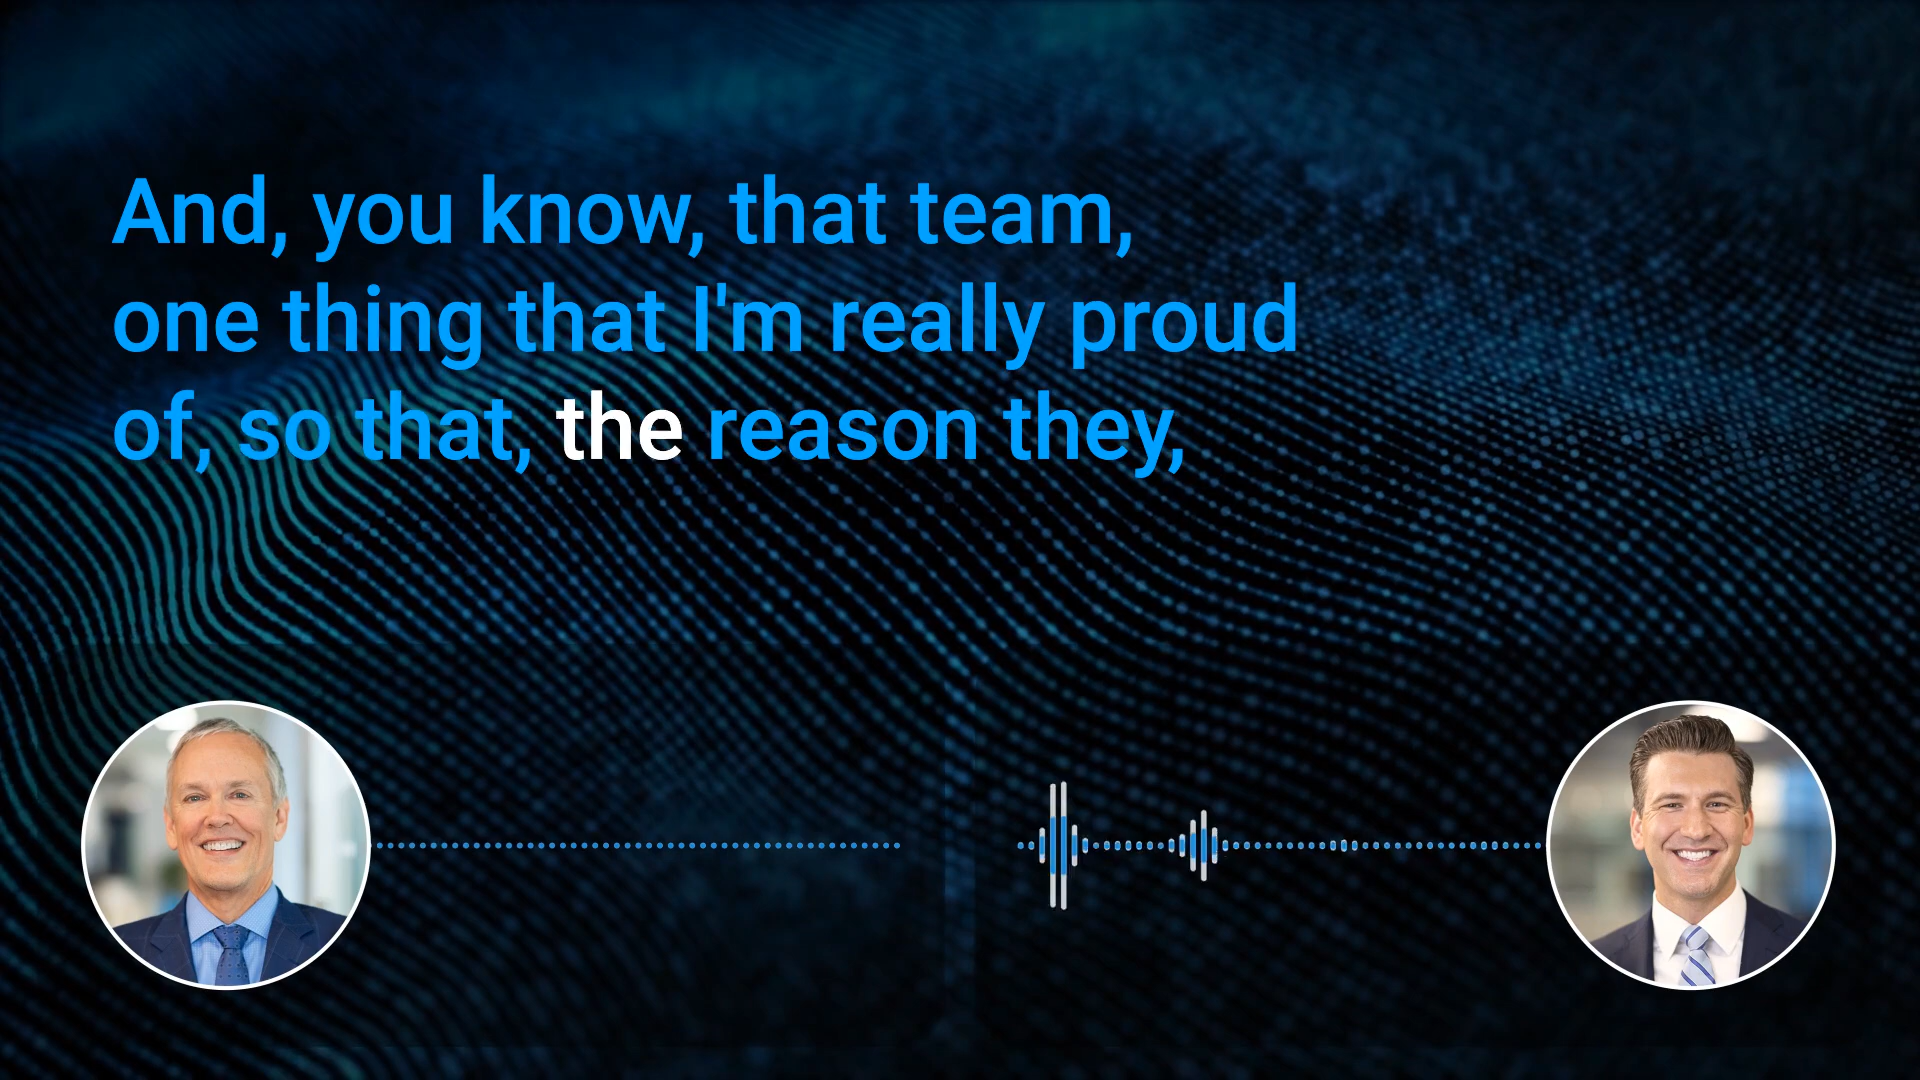 And, you know, that team,
one thing that I'm really proud
of, so that, the reason they,